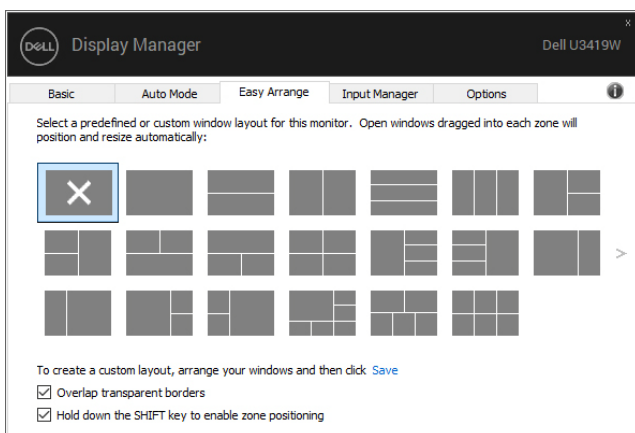 x
DELL Display Manager Dell U3419W
Basic Auto Mode Easy Arrange Input Manager Options i
Select a predefined or custom window layout for this monitor. Open windows dragged into each zone will
position and resize automatically:
>
To create a custom layout, arrange your windows and then click Save
Overlap transparent borders
Hold down the SHIFT key to enable zone positioning